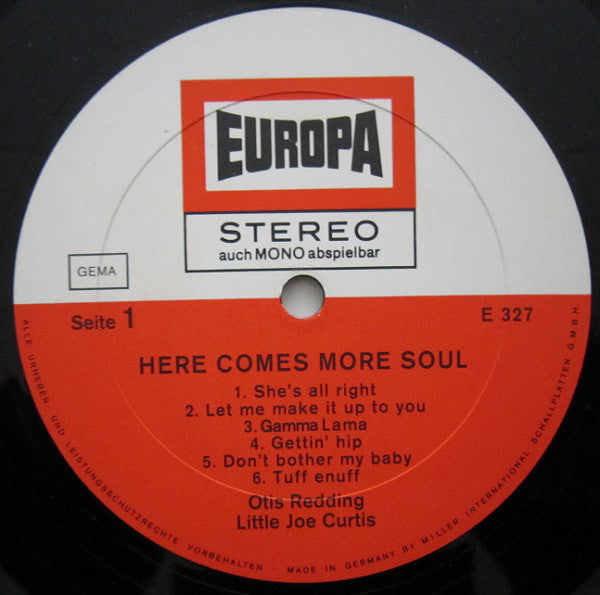 EUROPA
STEREO
auch MONO abspielbar
GEMA
Seite 1
E 327
HERE COMES MORE SOUL
1. She's all right
2. Let me make it up to you
3. Gamma Lama
4. Gettin' hip
5. Don't bother my baby
6. Tuff enuff
Otis Redding
Little Joe Curtis
ALLE URHEBER- UND LEISTUNGSSCHUTZRECHTE VORBEHALTEN · MADE IN GERMANY BY MILLER INTERNATIONAL SCHALLPLATTEN G.M.B.H.